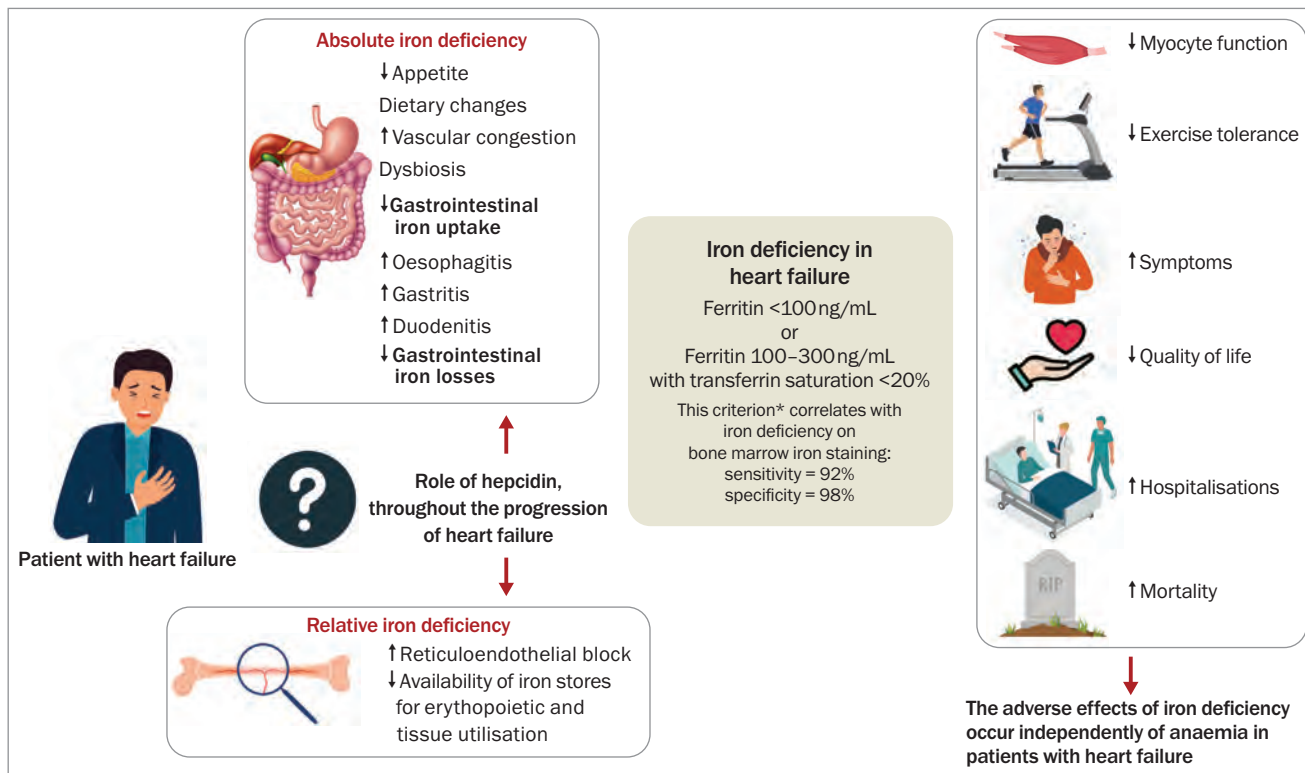 Absolute iron deficiency
↓Appetite
Dietary changes
↑Vascular congestion
Dysbiosis
↓Gastrointestinal
iron uptake
↑Oesophagitis
↑Gastritis
↑Duodenitis
↓Gastrointestinal
iron losses
Patient with heart failure
?
Role of hepcidin,
throughout the progression
of heart failure
Relative iron deficiency
↑Reticuloendothelial block
↓Availability of iron stores
for erythopoietic and
tissue utilisation
Iron deficiency in
heart failure
Ferritin <100 ng/mL
or
Ferritin 100–300 ng/mL
with transferrin saturation <20%
This criterion* correlates with
iron deficiency on
bone marrow iron staining:
sensitivity = 92%
specificity = 98%
↓Myocyte function
↓Exercise tolerance
↑Symptoms
↓Quality of life
↑Hospitalisations
RIP
↑Mortality
The adverse effects of iron deficiency
occur independently of anaemia in
patients with heart failure